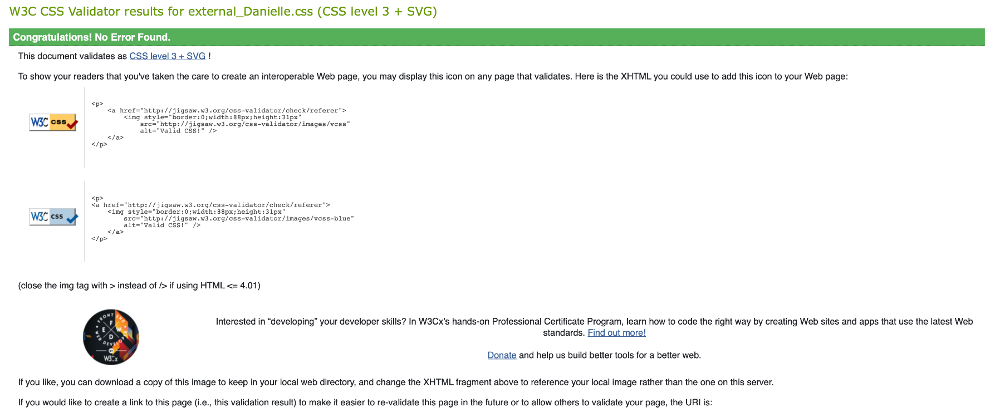 W3C CSS Validator results for external_Danielle.css (CSS level 3 + SVG)
Congratulations! No Error Found.
This document validates as CSS level 3 + SVG !
To show your readers that you've taken the care to create an interoperable Web page, you may display this icon on any page that validates. Here is the XHTML you could use to add this icon to your Web page:
W3C css
<p>
    <a href="http://jigsaw.w3.org/css-validator/check/referer">
        <img style="border:0;width:88px;height:31px"
            src="http://jigsaw.w3.org/css-validator/images/vcss"
            alt="Valid CSS!" />
    </a>
</p>
W3C css
<p>
<a href="http://jigsaw.w3.org/css-validator/check/referer">
    <img style="border:0;width:88px;height:31px"
        src="http://jigsaw.w3.org/css-validator/images/vcss-blue"
        alt="Valid CSS!" />
    </a>
</p>
(close the img tag with > instead of /> if using HTML <= 4.01)
FRONT END
F E W D
WEB DEVELOPER
BY
W3Cx
Interested in “developing” your developer skills? In W3Cx’s hands-on Professional Certificate Program, learn how to code the right way by creating Web sites and apps that use the latest Web
standards. Find out more!
Donate and help us build better tools for a better web.
If you like, you can download a copy of this image to keep in your local web directory, and change the XHTML fragment above to reference your local image rather than the one on this server.
If you would like to create a link to this page (i.e., this validation result) to make it easier to re-validate this page in the future or to allow others to validate your page, the URI is: